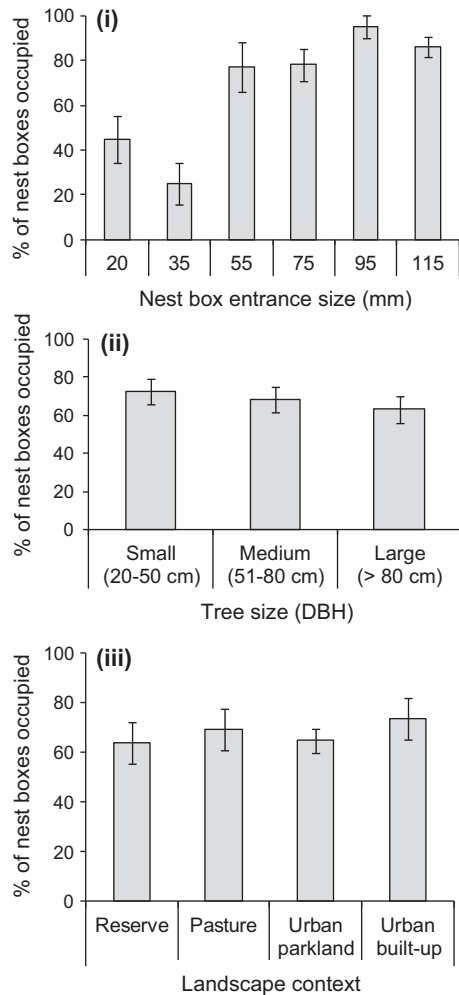 (i)
% of nest boxes occupied
100
80
60
40
20
0
20 35 55 75 95 115
Nest box entrance size (mm)
(ii)
% of nest boxes occupied
100
80
60
40
20
0
Small Medium Large
(20-50 cm) (51-80 cm) (> 80 cm)
Tree size (DBH)
(iii)
% of nest boxes occupied
100
80
60
40
20
0
Reserve Pasture Urban Urban
parkland built-up
Landscape context